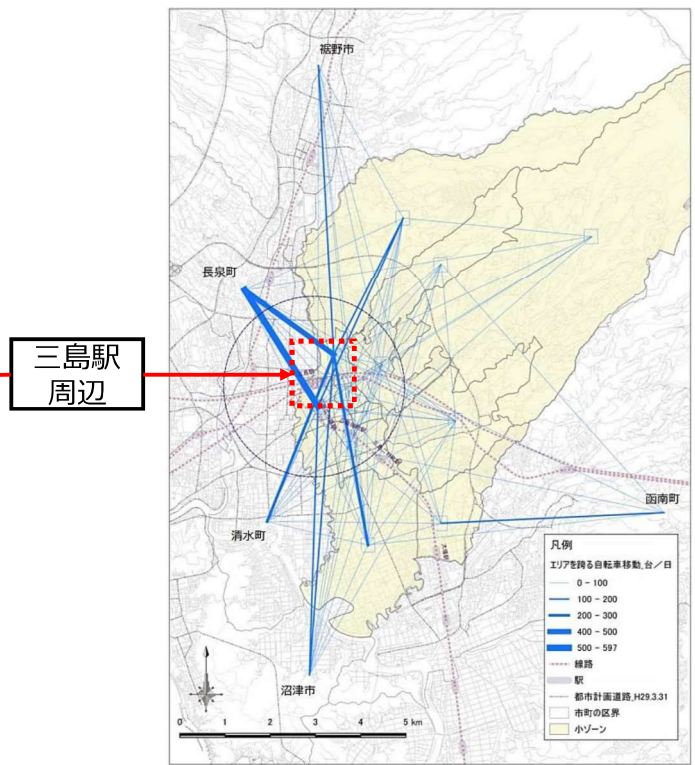 裾野市
長泉町
三島駅
周辺
函南町
清水町
沼津市
凡例
エリアを跨る自転車移動_台/日
0 - 100
100 - 200
200 - 300
400 - 500
500 - 597
線路
駅
都市計画道路_H29.3.31
市町の区界
小ゾーン
0 1 2 3 4 5 km